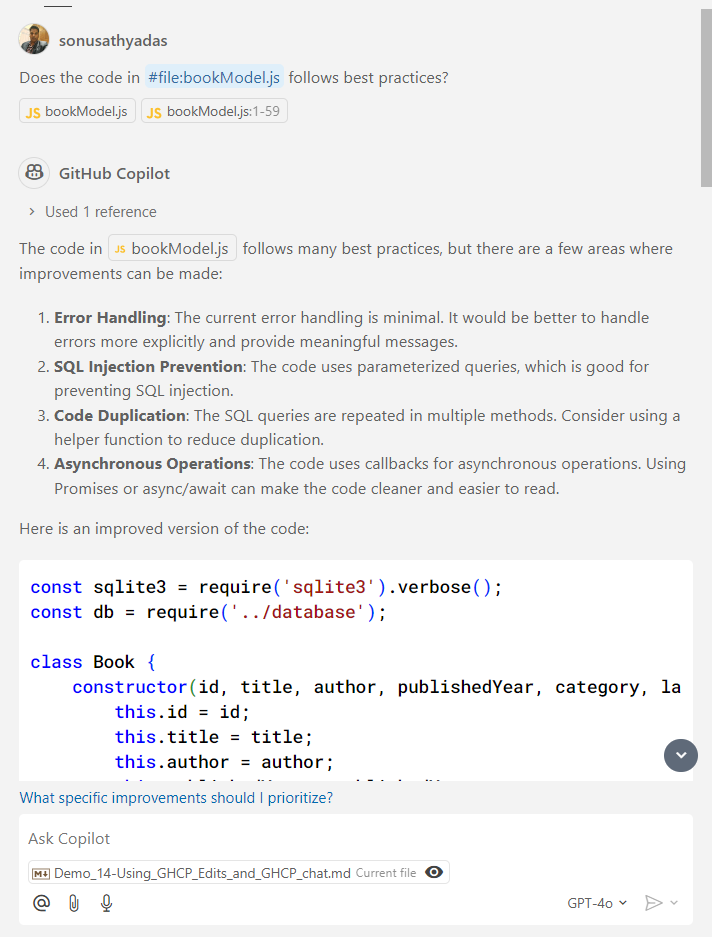 sonusathyadas
Does the code in #file:bookModel.js follows best practices?
JS bookModel.js JS bookModel.js:1-59
GitHub Copilot
Used 1 reference
The code in JS bookModel.js follows many best practices, but there are a few areas where
improvements can be made:
1. Error Handling: The current error handling is minimal. It would be better to handle
errors more explicitly and provide meaningful messages.
2. SQL Injection Prevention: The code uses parameterized queries, which is good for
preventing SQL injection.
3. Code Duplication: The SQL queries are repeated in multiple methods. Consider using a
helper function to reduce duplication.
4. Asynchronous Operations: The code uses callbacks for asynchronous operations. Using
Promises or async/await can make the code cleaner and easier to read.
Here is an improved version of the code:
const sqlite3 = require('sqlite3').verbose();
const db = require('../database');
class Book {
constructor(id, title, author, publishedYear, category, la
this.id = id;
this.title = title;
this.author = author;
What specific improvements should I prioritize?
Ask Copilot
Demo_14-Using_GHCP_Edits_and_GHCP_chat.md Current file
GPT-4o